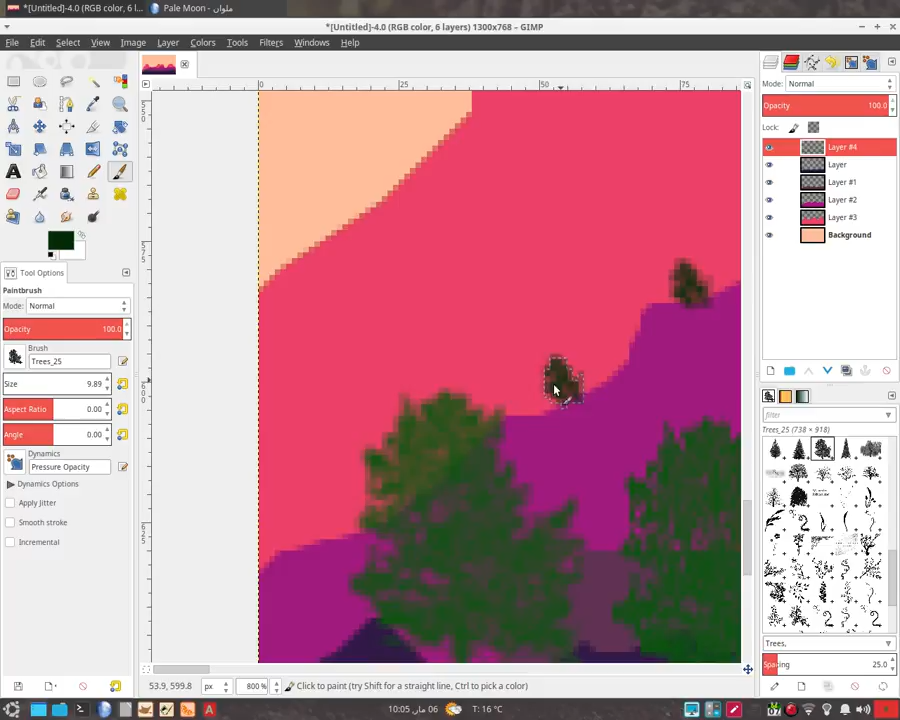 *[Untitled]-4.0 (RGB color, 6 l...
Pale Moon - ملوان
*[Untitled]-4.0 (RGB color, 6 layers) 1300x768 – GIMP
File Edit Select View Image Layer Colors Tools Filters Windows Help
0 25 50 75
Mode: Normal
Opacity 100.0
Lock:
Layer #4
Layer
Layer #1
Layer #2
Layer #3
Background
Tool Options
Paintbrush
Mode: Normal
Opacity 100.0
Brush
Trees_25
Size 9.89
Aspect Ratio 0.00
Angle 0.00
Dynamics
Pressure Opacity
Dynamics Options
Apply Jitter
Smooth stroke
Incremental
filter
Trees_25 (738 × 918)
Trees,
Spacing 25.0
53.9, 599.8 px 800 % Click to paint (try Shift for a straight line, Ctrl to pick a color)
10:05 مار 06 T: 16 °C